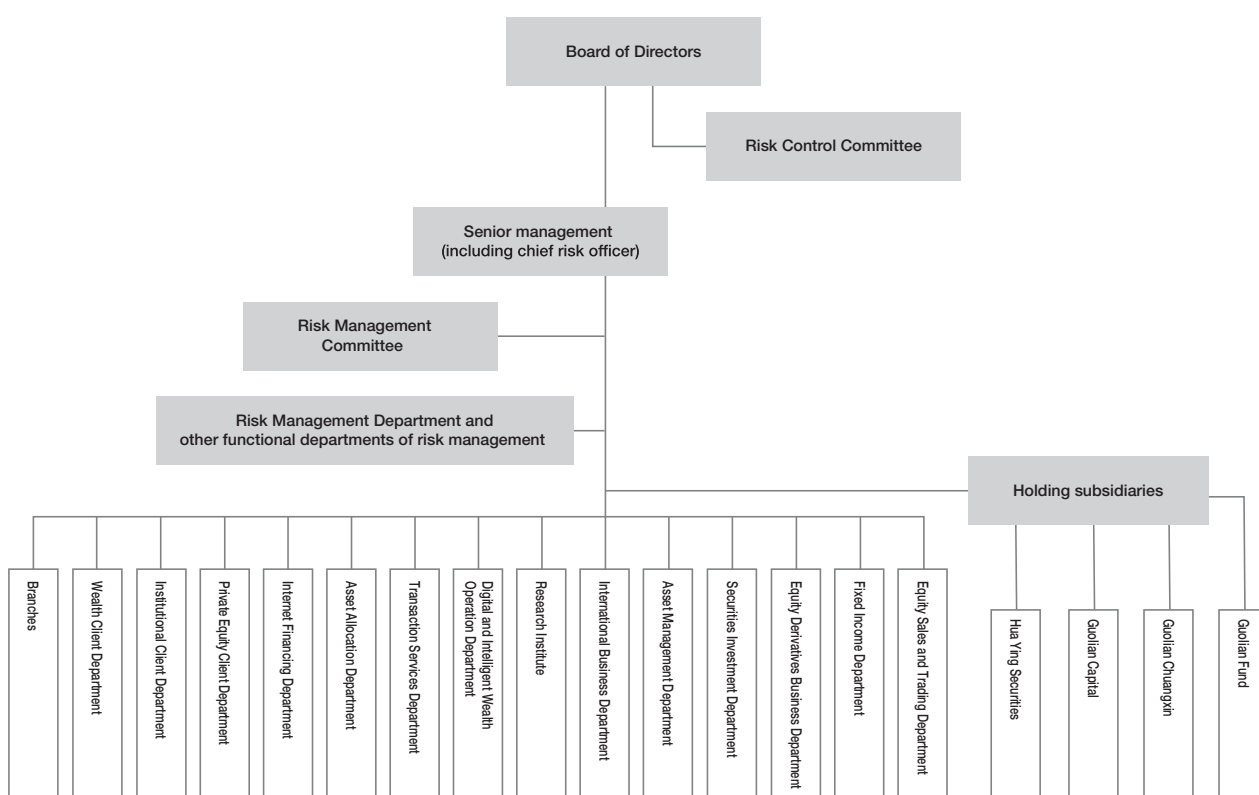 Board of Directors
Risk Control Committee
Senior management
(including chief risk officer)
Risk Management
Committee
Risk Management Department and
other functional departments of risk management
Holding subsidiaries
Branches
Wealth Client Department
Institutional Client Department
Private Equity Client Department
Internet Financing Department
Asset Allocation Department
Transaction Services Department
Digital and Intelligent Wealth
Operation Department
Research Institute
International Business Department
Asset Management Department
Securities Investment Department
Equity Derivatives Business Department
Fixed Income Department
Equity Sales and Trading Department
Hua Ying Securities
Guolian Capital
Guolian Chuangxin
Guolian Fund